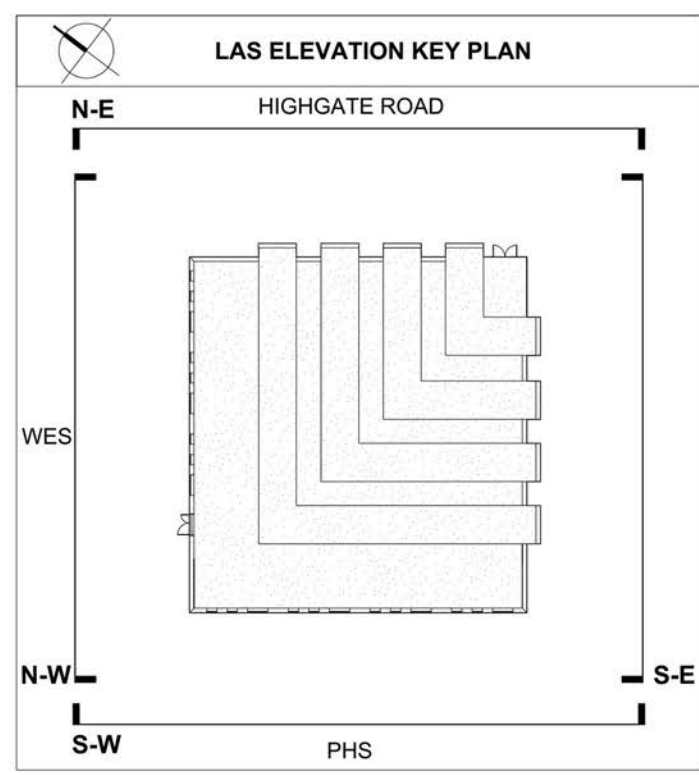 LAS ELEVATION KEY PLAN
N-E
HIGHGATE ROAD
WES
N-W
S-E
S-W
PHS